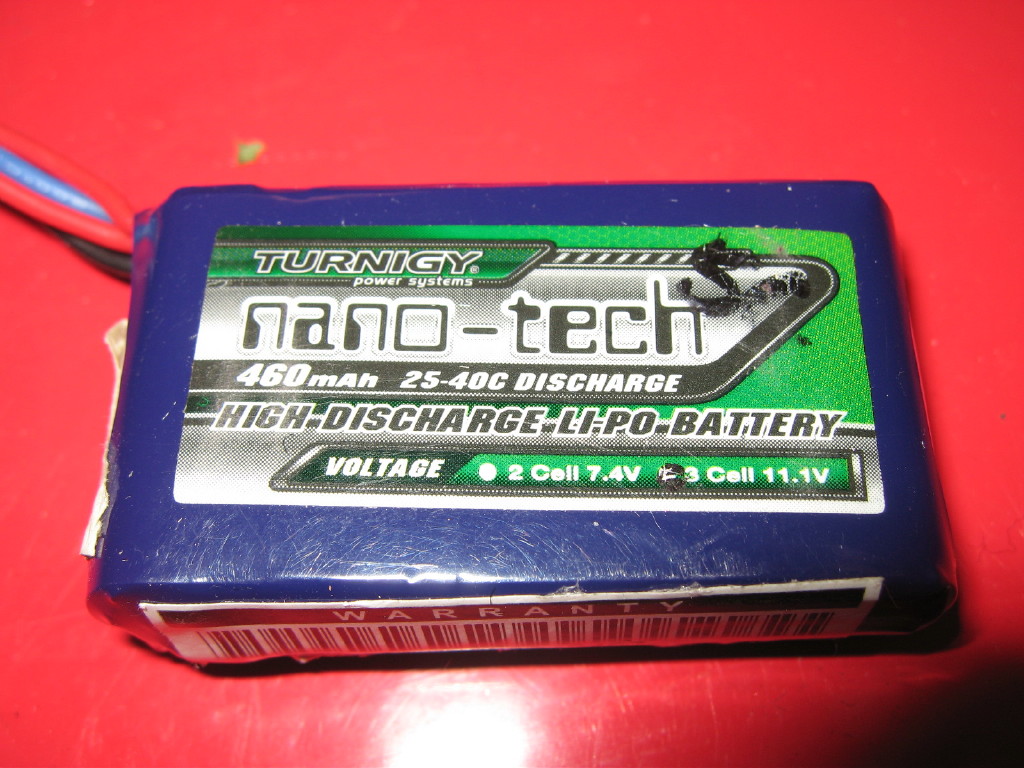 TURNIGY®
power systems
nano-tech
460mAh 25-40C DISCHARGE
HIGH-DISCHARGE-LI-PO-BATTERY
VOLTAGE 2 Cell 7.4V 3 Cell 11.1V
WARRANTY